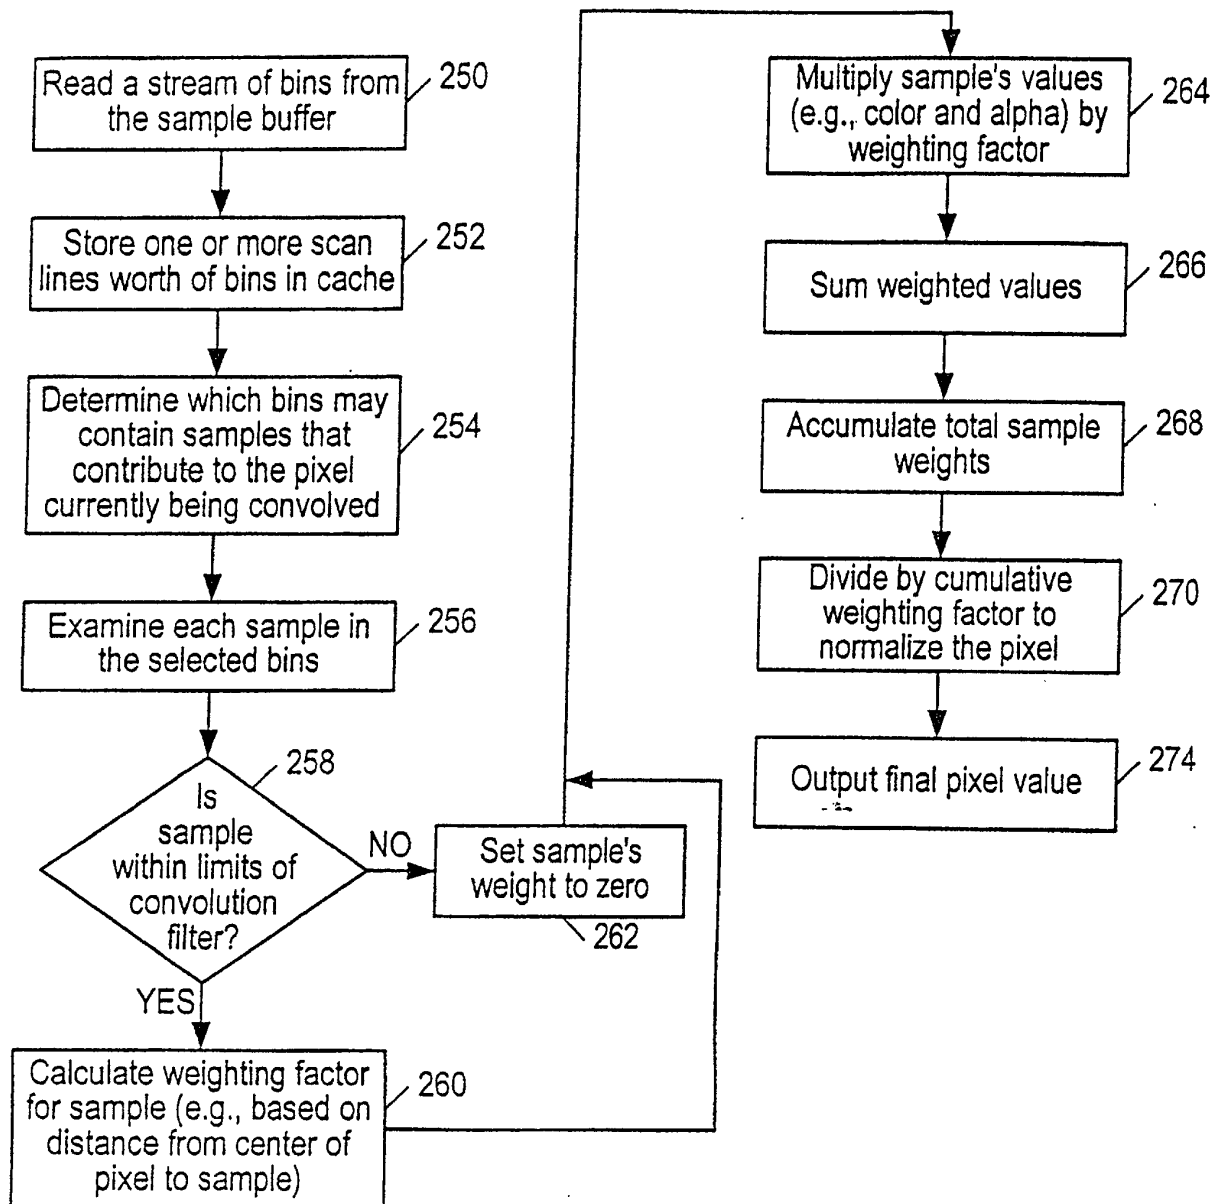 Read a stream of bins from
the sample buffer
250
Store one or more scan
lines worth of bins in cache
252
Determine which bins may
contain samples that
contribute to the pixel
currently being convolved
254
Examine each sample in
the selected bins
256
258
Is
sample
within limits of
convolution
filter?
NO
YES
Set sample's
weight to zero
262
Calculate weighting factor
for sample (e.g., based on
distance from center of
pixel to sample)
260
Multiply sample's values
(e.g., color and alpha) by
weighting factor
264
Sum weighted values
266
Accumulate total sample
weights
268
Divide by cumulative
weighting factor to
normalize the pixel
270
Output final pixel value
274